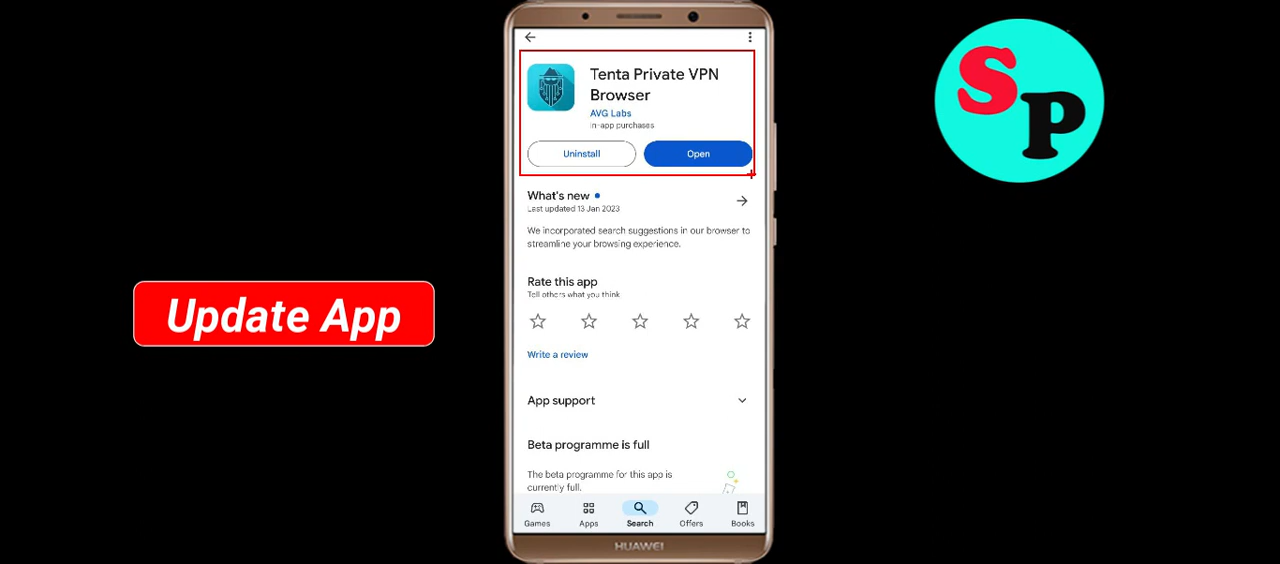 Tenta Private VPN
Browser
AVG Labs
In-app purchases
Uninstall
Open
What's new
Last updated 13 Jan 2023
We incorporated search suggestions in our browser to
streamline your browsing experience.
Rate this app
Tell others what you think
Write a review
App support
Beta programme is full
The beta programme for this app is
currently full.
Games
Apps
Search
Offers
Books
HUAWEI
Update App
S
P